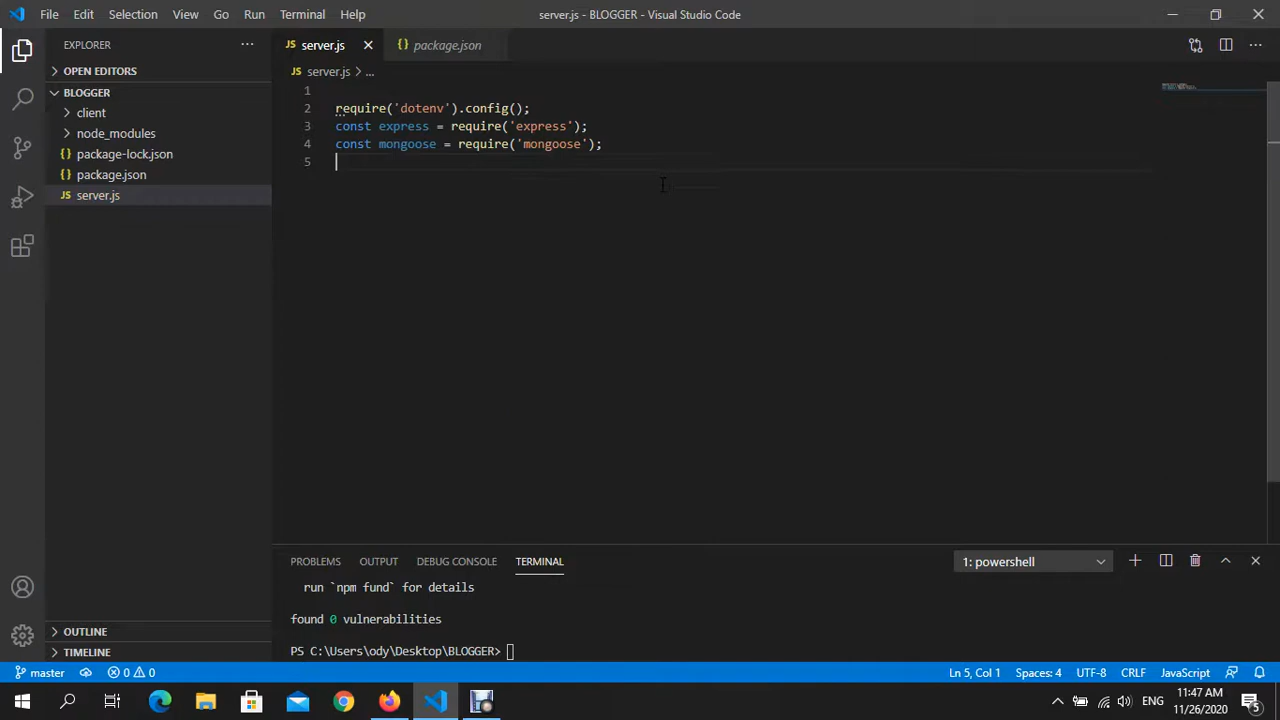 File Edit Selection View Go Run Terminal Help
server.js - BLOGGER - Visual Studio Code
EXPLORER
OPEN EDITORS
BLOGGER
client
node_modules
{} package-lock.json
{} package.json
JS server.js
OUTLINE
TIMELINE
JS server.js
{} package.json
JS server.js > ...
1
2 require('dotenv').config();
3 const express = require('express');
4 const mongoose = require('mongoose');
5
PROBLEMS OUTPUT DEBUG CONSOLE TERMINAL
1: powershell
run `npm fund` for details
found 0 vulnerabilities
PS C:\Users\ody\Desktop\BLOGGER>
master 0 0
Ln 5, Col 1 Spaces: 4 UTF-8 CRLF JavaScript
ENG
11:47 AM
11/26/2020
5